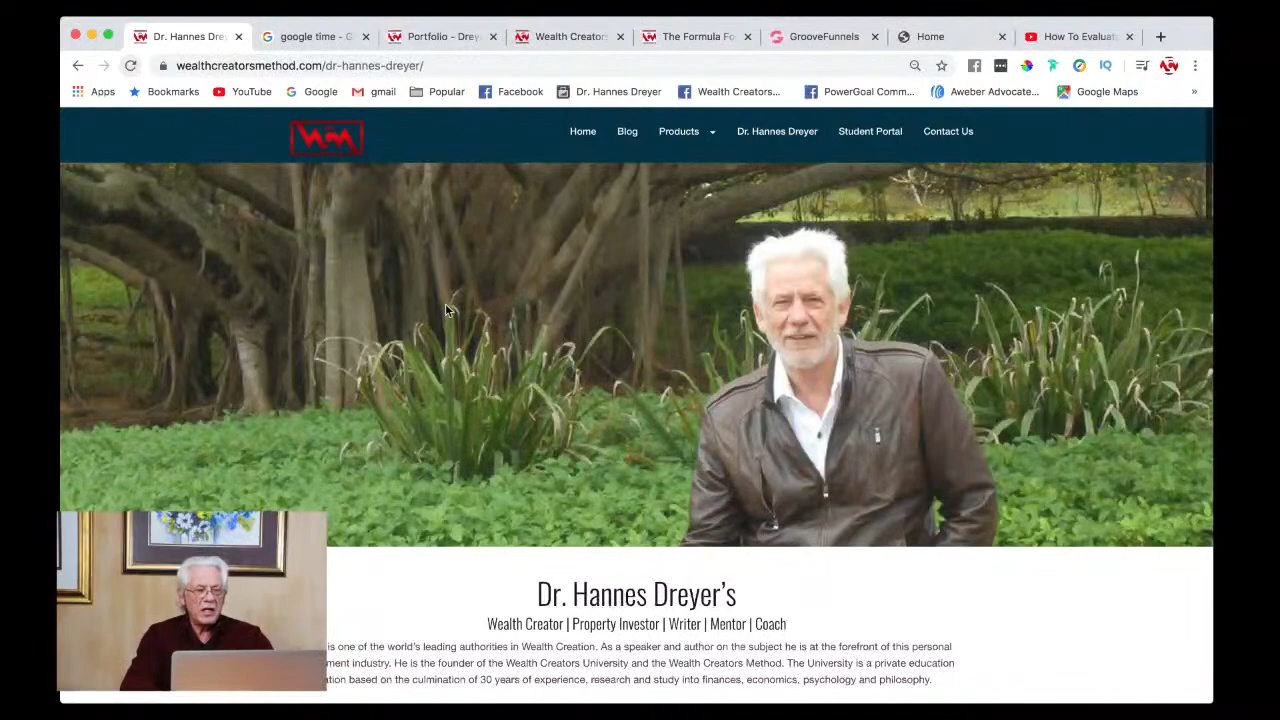 Dr. Hannes Drey
google time - G
Portfolio - Drey
Wealth Creators
The Formula Fo
GrooveFunnels
Home
How To Evaluat
wealthcreatorsmethod.com/dr-hannes-dreyer/
Apps
Bookmarks
YouTube
Google
gmail
Popular
Facebook
Dr. Hannes Dreyer
Wealth Creators...
PowerGoal Comm...
Aweber Advocate...
Google Maps
Home
Blog
Products
Dr. Hannes Dreyer
Student Portal
Contact Us
Dr. Hannes Dreyer's
Wealth Creator | Property Investor | Writer | Mentor | Coach
is one of the world's leading authorities in Wealth Creation. As a speaker and author on the subject he is at the forefront of this personal
ment industry. He is the founder of the Wealth Creators University and the Wealth Creators Method. The University is a private education
ation based on the culmination of 30 years of experience, research and study into finances, economics, psychology and philosophy.